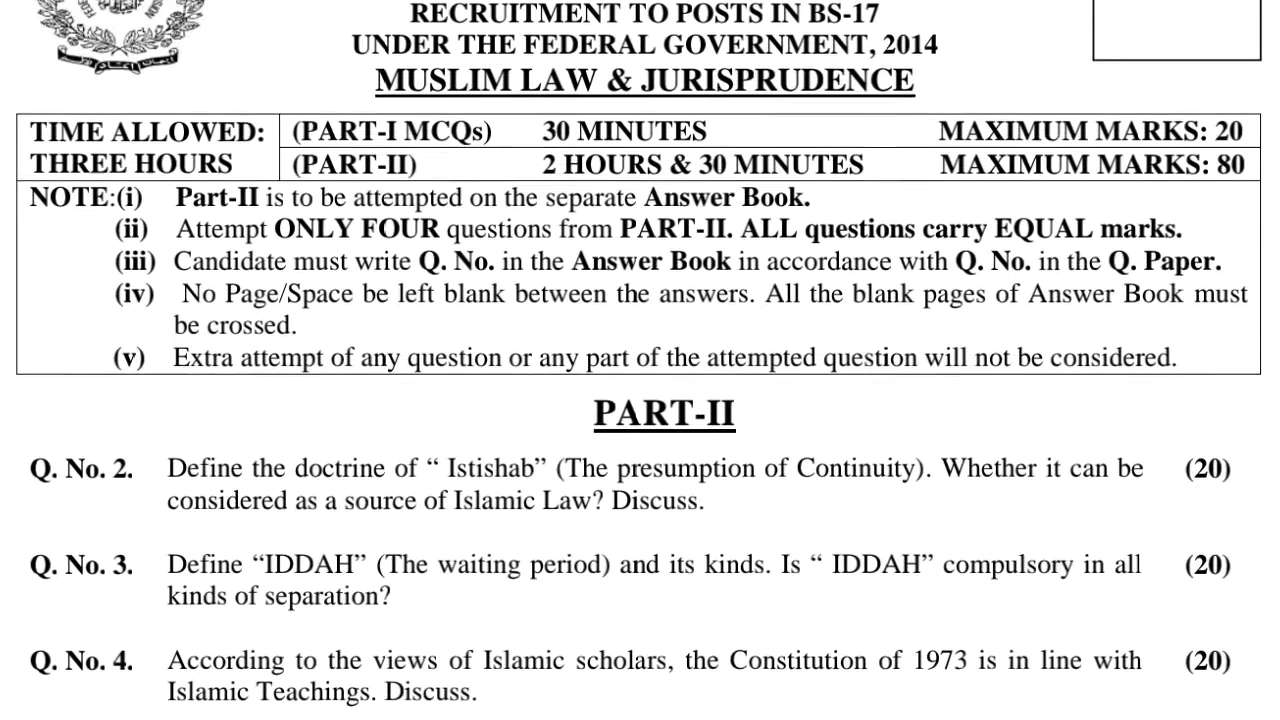 RECRUITMENT TO POSTS IN BS-17
UNDER THE FEDERAL GOVERNMENT, 2014
MUSLIM LAW & JURISPRUDENCE
TIME ALLOWED: (PART-I MCQs) 30 MINUTES MAXIMUM MARKS: 20
THREE HOURS (PART-II) 2 HOURS & 30 MINUTES MAXIMUM MARKS: 80
NOTE:(i) Part-II is to be attempted on the separate Answer Book.
(ii) Attempt ONLY FOUR questions from PART-II. ALL questions carry EQUAL marks.
(iii) Candidate must write Q. No. in the Answer Book in accordance with Q. No. in the Q. Paper.
(iv) No Page/Space be left blank between the answers. All the blank pages of Answer Book must
be crossed.
(v) Extra attempt of any question or any part of the attempted question will not be considered.
PART-II
Q. No. 2. Define the doctrine of “ Istishab” (The presumption of Continuity). Whether it can be (20)
considered as a source of Islamic Law? Discuss.
Q. No. 3. Define “IDDAH” (The waiting period) and its kinds. Is “ IDDAH” compulsory in all (20)
kinds of separation?
Q. No. 4. According to the views of Islamic scholars, the Constitution of 1973 is in line with (20)
Islamic Teachings. Discuss.